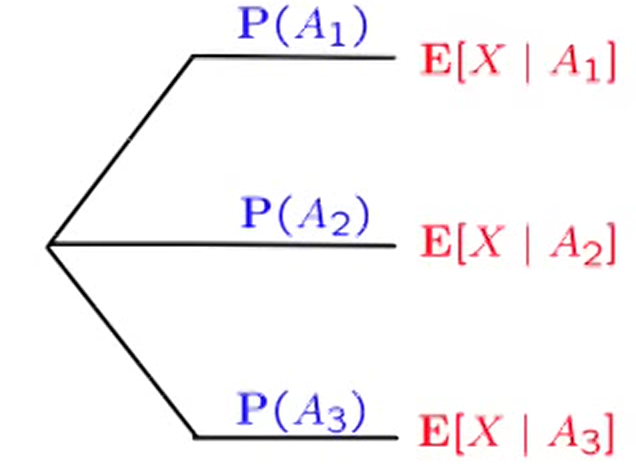 P(A₁)
E[X | A₁]
P(A₂)
E[X | A₂]
P(A₃)
E[X | A₃]